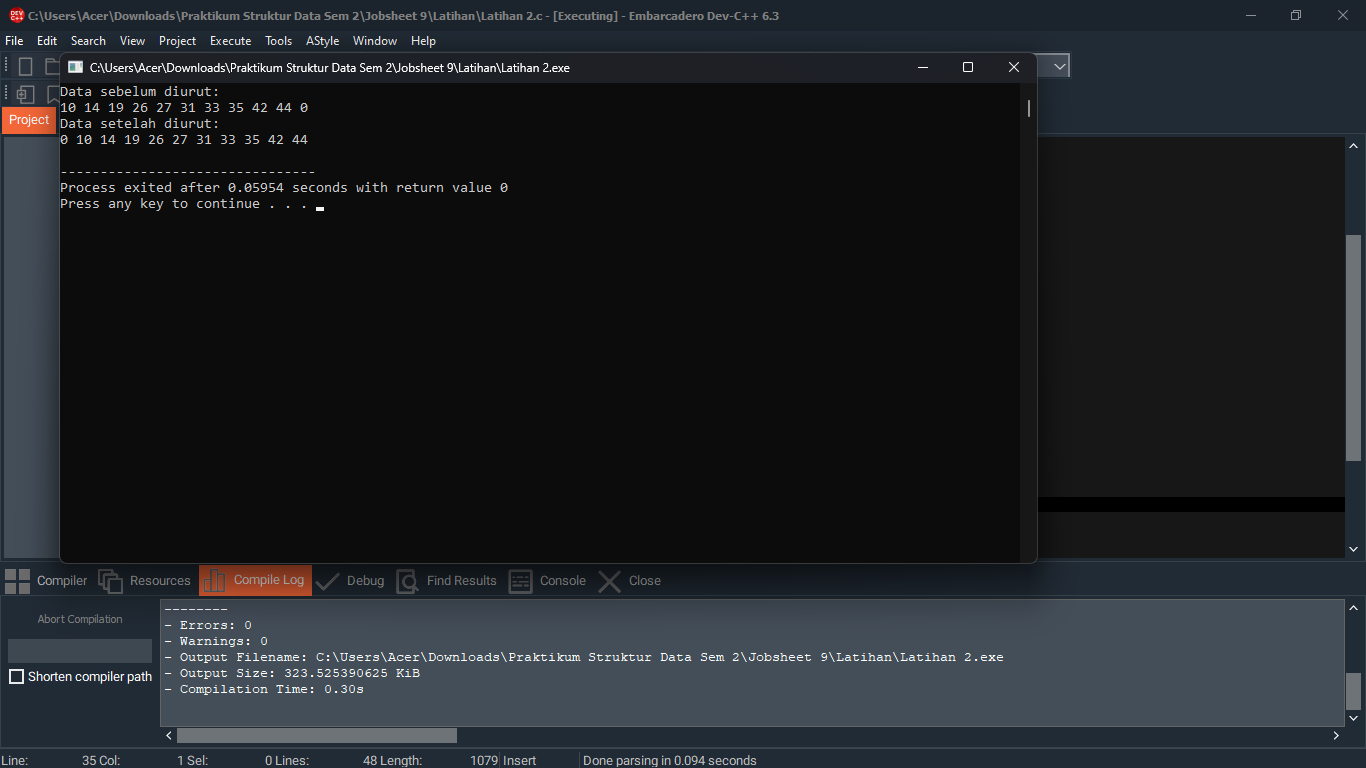 C:\Users\Acer\Downloads\Praktikum Struktur Data Sem 2\Jobsheet 9\Latihan\Latihan 2.c - [Executing] - Embarcadero Dev-C++ 6.3
File Edit Search View Project Execute Tools AStyle Window Help
C:\Users\Acer\Downloads\Praktikum Struktur Data Sem 2\Jobsheet 9\Latihan\Latihan 2.exe
Project
Data sebelum diurut:
10 14 19 26 27 31 33 35 42 44 0
Data setelah diurut:
0 10 14 19 26 27 31 33 35 42 44
--------------------------------
Process exited after 0.05954 seconds with return value 0
Press any key to continue . . .
Compiler Resources Compile Log Debug Find Results Console Close
Abort Compilation
Shorten compiler path
--------
- Errors: 0
- Warnings: 0
- Output Filename: C:\Users\Acer\Downloads\Praktikum Struktur Data Sem 2\Jobsheet 9\Latihan\Latihan 2.exe
- Output Size: 323.525390625 KiB
- Compilation Time: 0.30s
Line: 35 Col: 1 Sel: 0 Lines: 48 Length: 1079 Insert Done parsing in 0.094 seconds